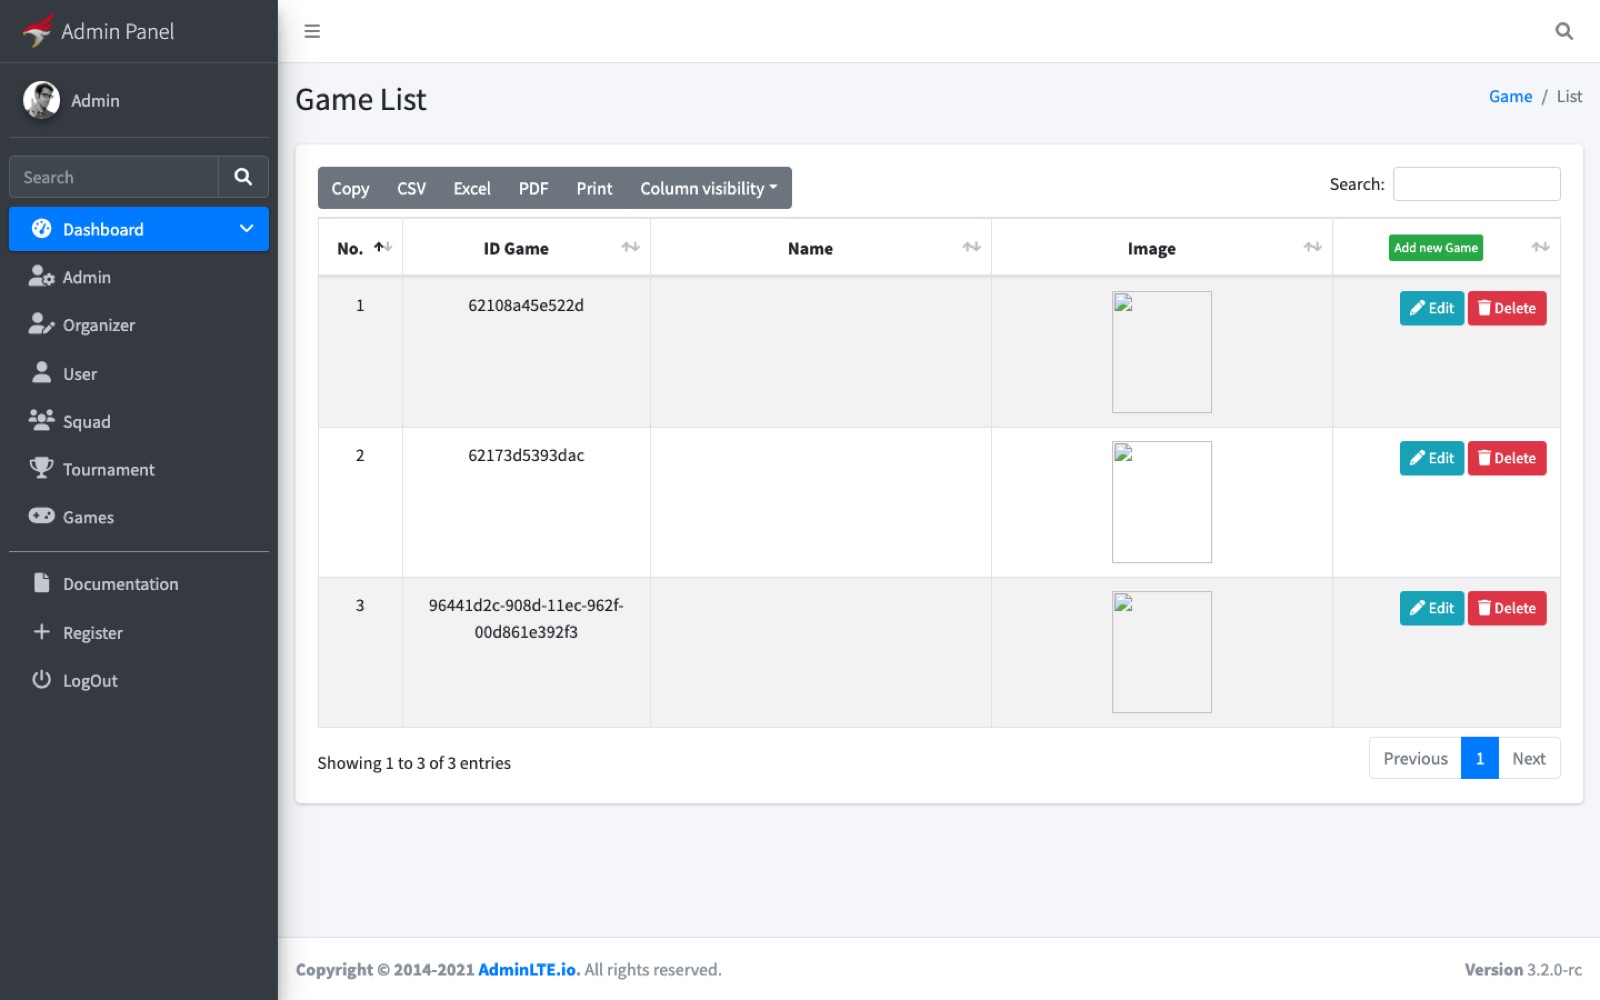 Admin Panel
Admin
Search
Dashboard
Admin
Organizer
User
Squad
Tournament
Games
Documentation
Register
LogOut
Game List
Game / List
Copy CSV Excel PDF Print Column visibility
Search:
No. ID Game Name Image Add new Game
1 62108a45e522d Edit Delete
2 62173d5393dac Edit Delete
3 96441d2c-908d-11ec-962f-
00d861e392f3 Edit Delete
Showing 1 to 3 of 3 entries
Previous 1 Next
Copyright © 2014-2021 AdminLTE.io. All rights reserved.
Version 3.2.0-rc